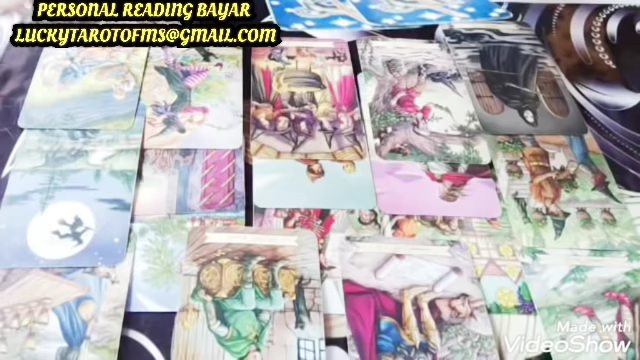 PERSONAL READING BAYAR
LUCKYTAROTOFMS@GMAIL.COM
Made with
VideoShow